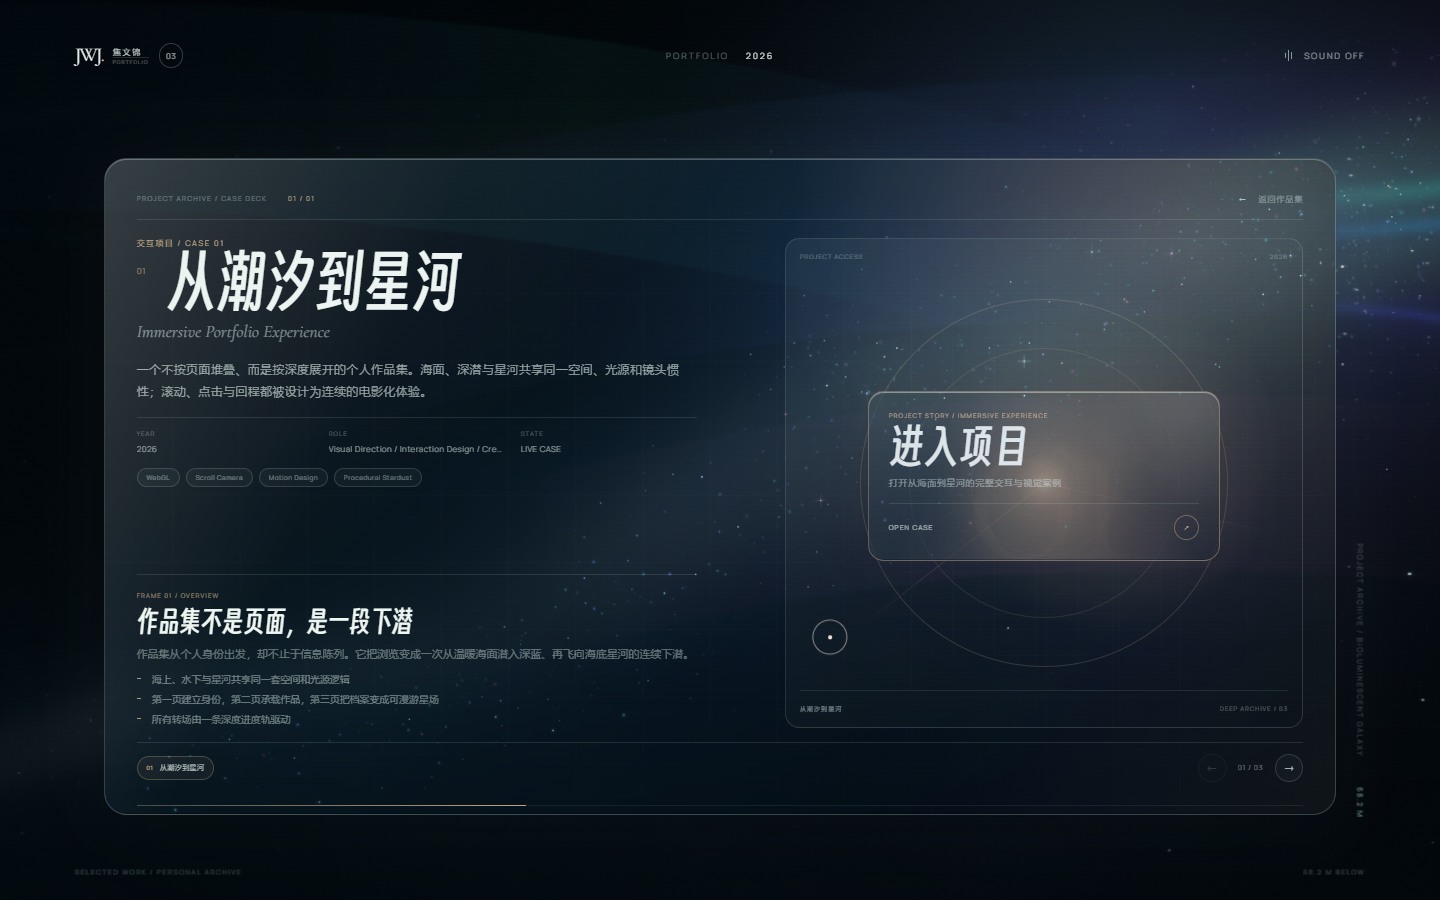 JWJ.
焦文锦
PORTFOLIO
03
PORTFOLIO 2026
SOUND OFF
PROJECT ARCHIVE / CASE DECK 01 / 01
← 返回作品集
交互项目 / CASE 01
01 从潮汐到星河
Immersive Portfolio Experience
一个不按页面堆叠、而是按深度展开的个人作品集。海面、深潜与星河共享同一空间、光源和镜头惯
性；滚动、点击与回程都被设计为连续的电影化体验。
YEAR ROLE STATE
2026 Visual Direction / Interaction Design / Cre... LIVE CASE
WebGL Scroll Camera Motion Design Procedural Stardust
FRAME 01 / OVERVIEW
作品集不是页面，是一段下潜
作品集从个人身份出发，却不止于信息陈列。它把浏览变成一次从温暖海面潜入深蓝、再飞向海底星河的连续下潜。
- 海上、水下与星河共享同一套空间和光源逻辑
- 第一页建立身份，第二页承载作品，第三页把档案变成可漫游星场
- 所有转场由一条深度进度轨驱动
PROJECT ACCESS 2026
PROJECT STORY / IMMERSIVE EXPERIENCE
进入项目
打开从海面到星河的完整交互与视觉案例
OPEN CASE ↗
从潮汐到星河 DEEP ARCHIVE / 03
01 从潮汐到星河
← 01 / 03 →
PROJECT ARCHIVE / BIOLUMINESCENT GALAXY
68.2 M
SELECTED WORK / PERSONAL ARCHIVE
68.2 M BELOW